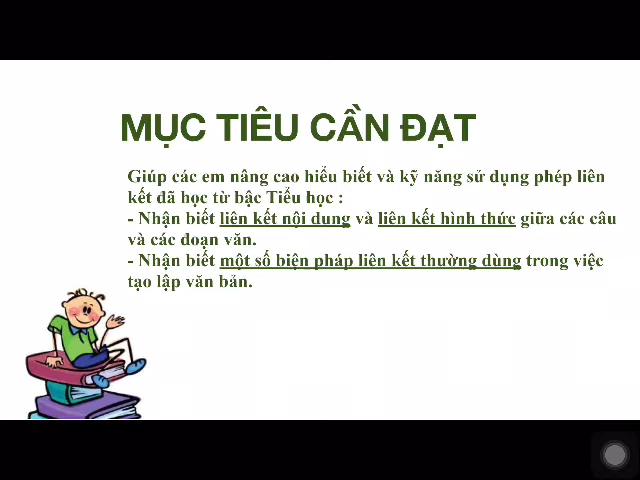 MỤC TIÊU CẦN ĐẠT
Giúp các em nâng cao hiểu biết và kỹ năng sử dụng phép liên
kết đã học từ bậc Tiểu học :
- Nhận biết liên kết nội dung và liên kết hình thức giữa các câu
và các đoạn văn.
- Nhận biết một số biện pháp liên kết thường dùng trong việc
tạo lập văn bản.